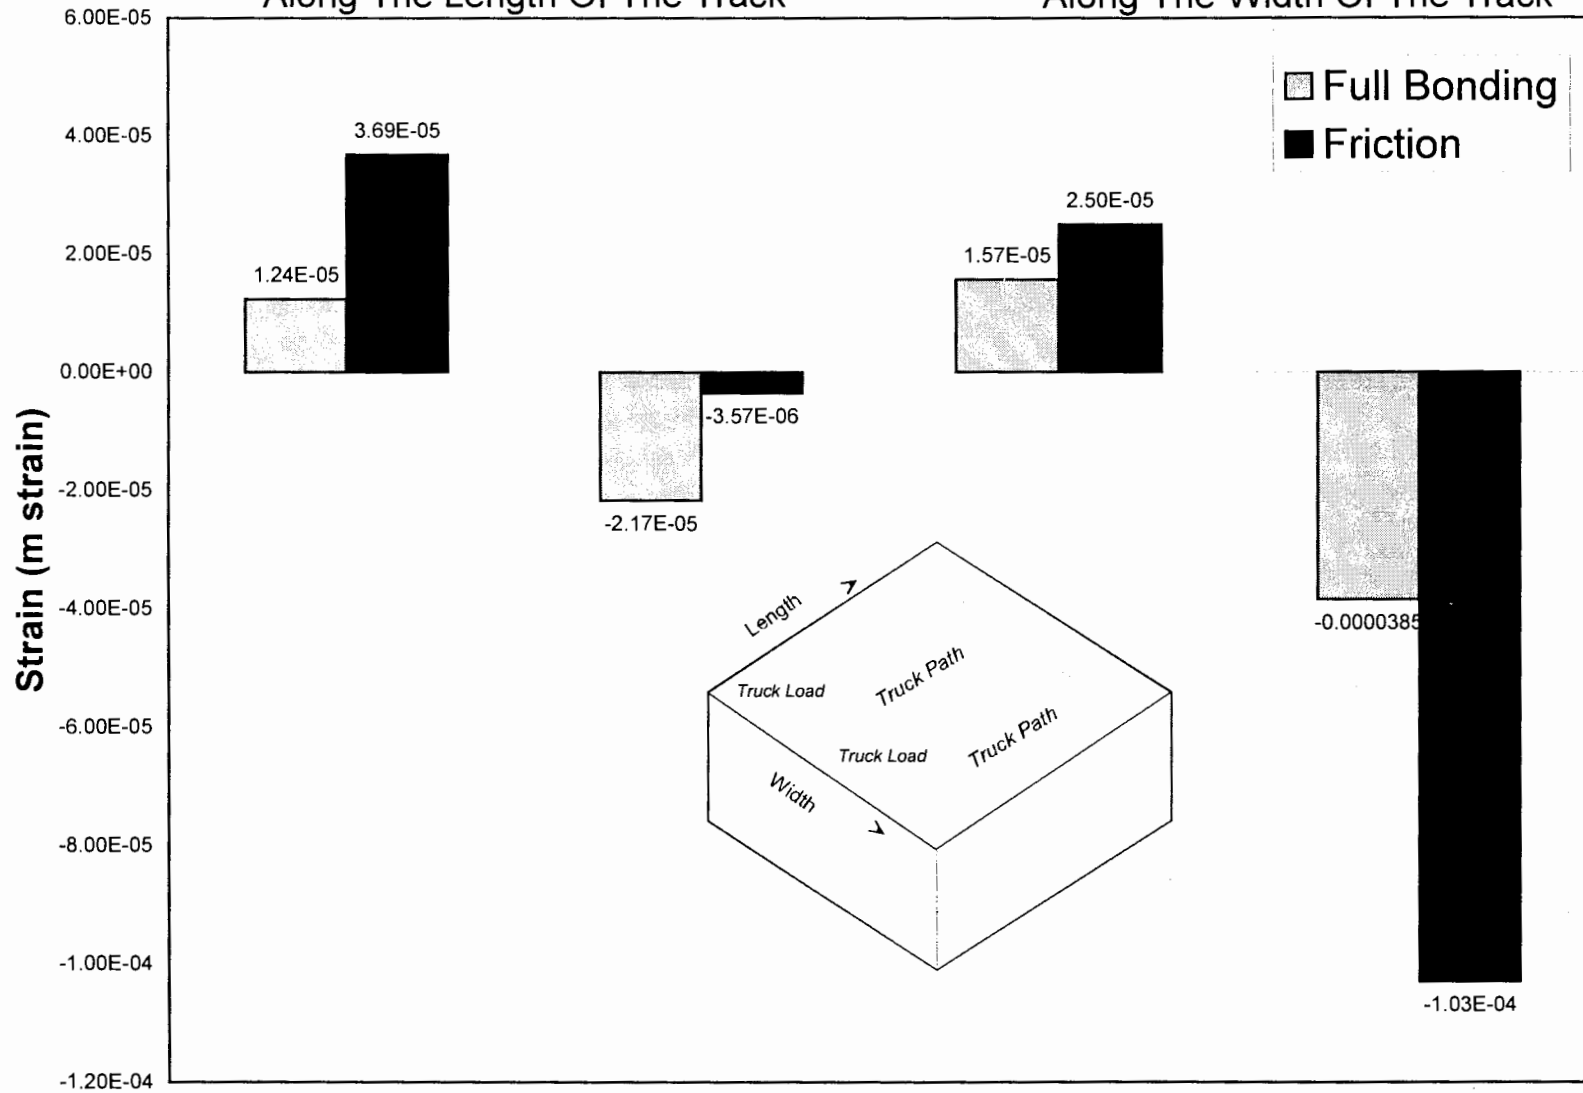 Along The Length Of The Track
Along The Width Of The Track
6.00E-05
4.00E-05
2.00E-05
0.00E+00
-2.00E-05
-4.00E-05
-6.00E-05
-8.00E-05
-1.00E-04
-1.20E-04
Strain (m strain)
Full Bonding
Friction
3.69E-05
1.24E-05
-3.57E-06
-2.17E-05
2.50E-05
1.57E-05
-0.0000385
-1.03E-04
Length
Truck Path
Truck Load
Truck Path
Truck Load
Width